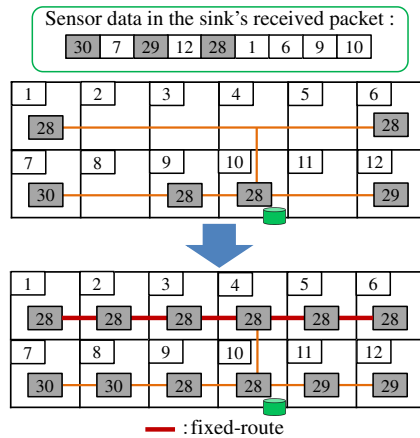 Sensor data in the sink's received packet :
30 7 29 12 28 1 6 9 10
1 2 3 4 5 6
28 28
7 8 9 10 11 12
30 28 28 29
1 2 3 4 5 6
28 28 28 28 28 28
7 8 9 10 11 12
30 30 28 28 29 29
: fixed-route